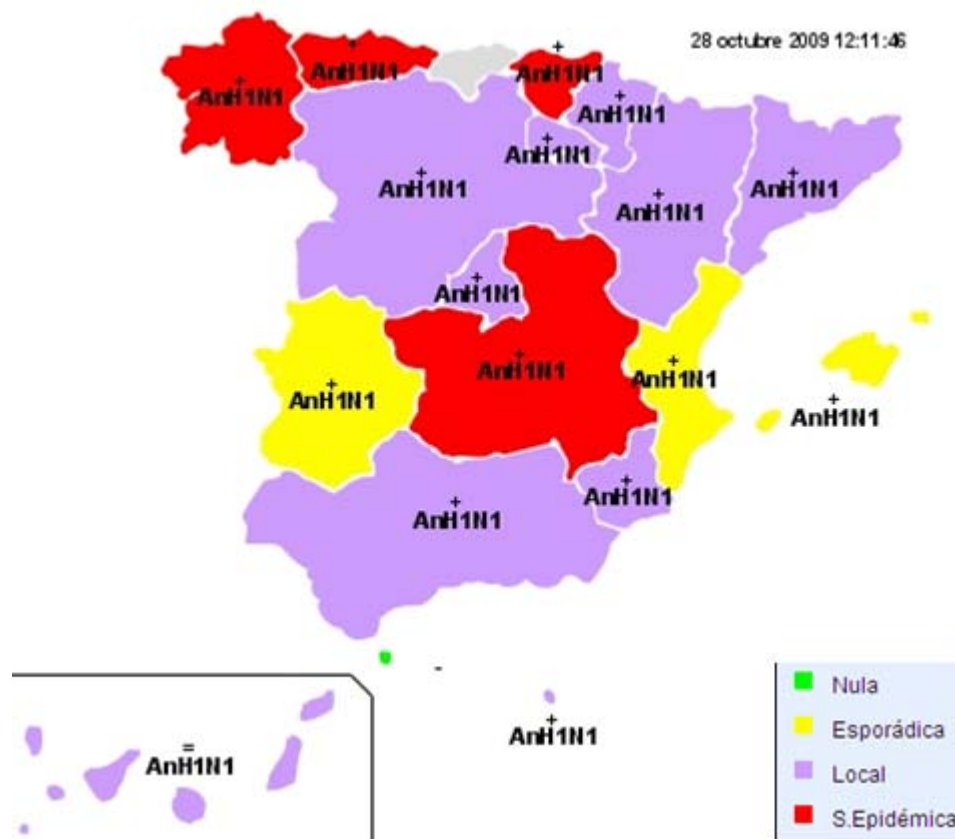 28 octubre 2009 12:11:46
+
AnH1N1
+
AnH1N1
+
AnH1N1
+
AnH1N1
+
AnH1N1
+
AnH1N1
+
AnH1N1
+
AnH1N1
+
AnH1N1
+
AnH1N1
+
AnH1N1
+
AnH1N1
+
AnH1N1
+
AnH1N1
+
AnH1N1
-
+
AnH1N1
=
AnH1N1
Nula
Esporádica
Local
S.Epidémica